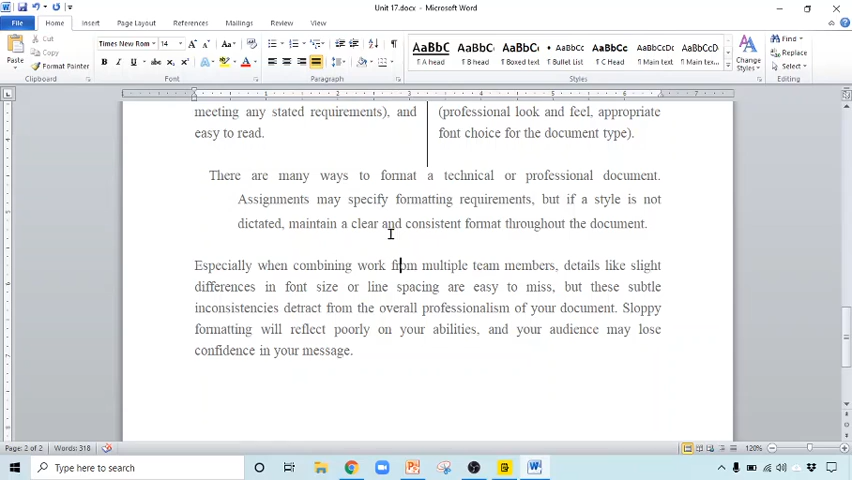 Unit 17.docx - Microsoft Word
File Home Insert Page Layout References Mailings Review View
Paste
Cut
Copy
Format Painter
Clipboard
Times New Rom 14
Font
Paragraph
AaBbC AaBbC AaBbC • AaBbCc AaBbCc AaBbCcD AaBbCcD
¶ A head ¶ B head ¶ Boxed text ¶ Bullet List ¶ C Head ¶ Main text ¶ Main text...
Styles
Change Styles
Find
Replace
Select
Editing
meeting any stated requirements), and
easy to read.
(professional look and feel, appropriate
font choice for the document type).
There are many ways to format a technical or professional document.
Assignments may specify formatting requirements, but if a style is not
dictated, maintain a clear and consistent format throughout the document.
Especially when combining work from multiple team members, details like slight
differences in font size or line spacing are easy to miss, but these subtle
inconsistencies detract from the overall professionalism of your document. Sloppy
formatting will reflect poorly on your abilities, and your audience may lose
confidence in your message.
Page: 2 of 2 Words: 318 120%
Type here to search